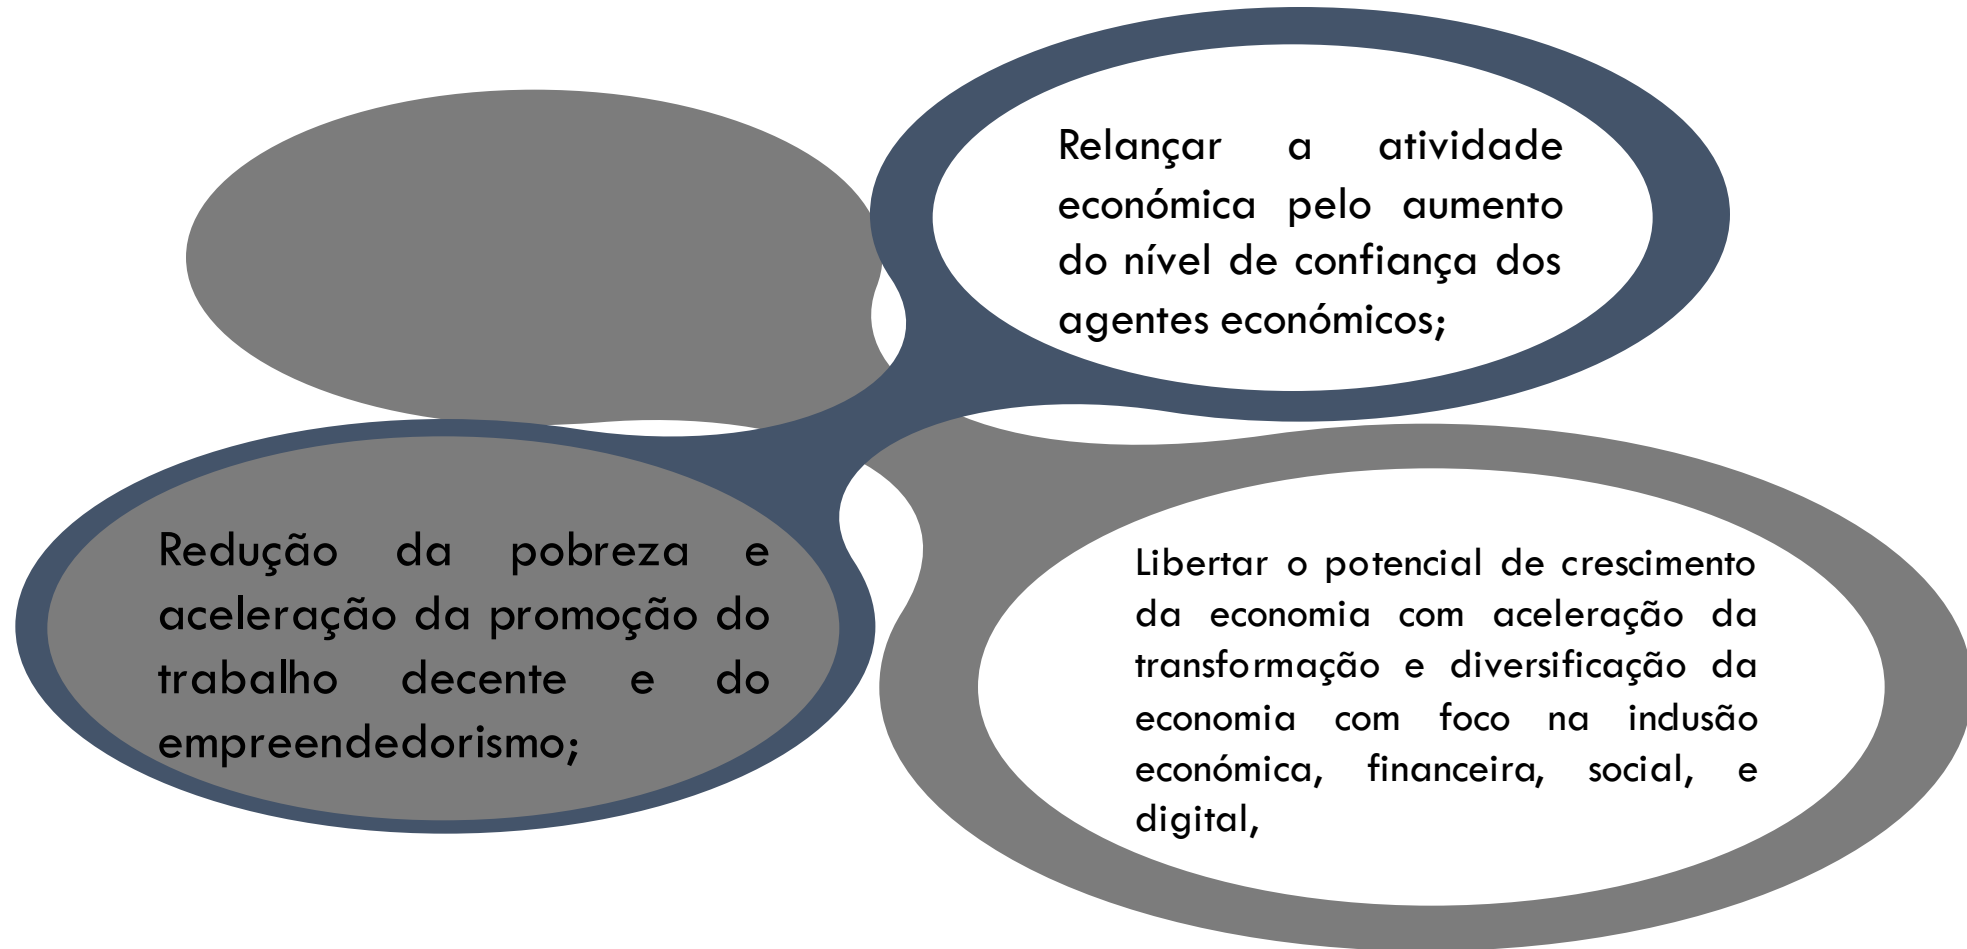 Relançar a atividade
económica pelo aumento
do nível de confiança dos
agentes económicos;
Redução da pobreza e
aceleração da promoção do
trabalho decente e do
empreendedorismo;
Libertar o potencial de crescimento
da economia com aceleração da
transformação e diversificação da
economia com foco na inclusão
económica, financeira, social, e
digital,